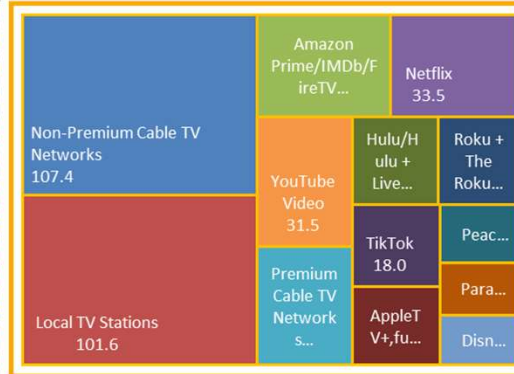 Non-Premium Cable TV
Networks
107.4
Local TV Stations
101.6
Amazon
Prime/IMDb/F
ireTV...
Netflix
33.5
YouTube
Video
31.5
Hulu/H
ulu +
Live...
Roku +
The
Roku...
TikTok
18.0
Peac...
Premium
Cable TV
Network
s...
AppleT
V+,fu...
Para...
Disn...